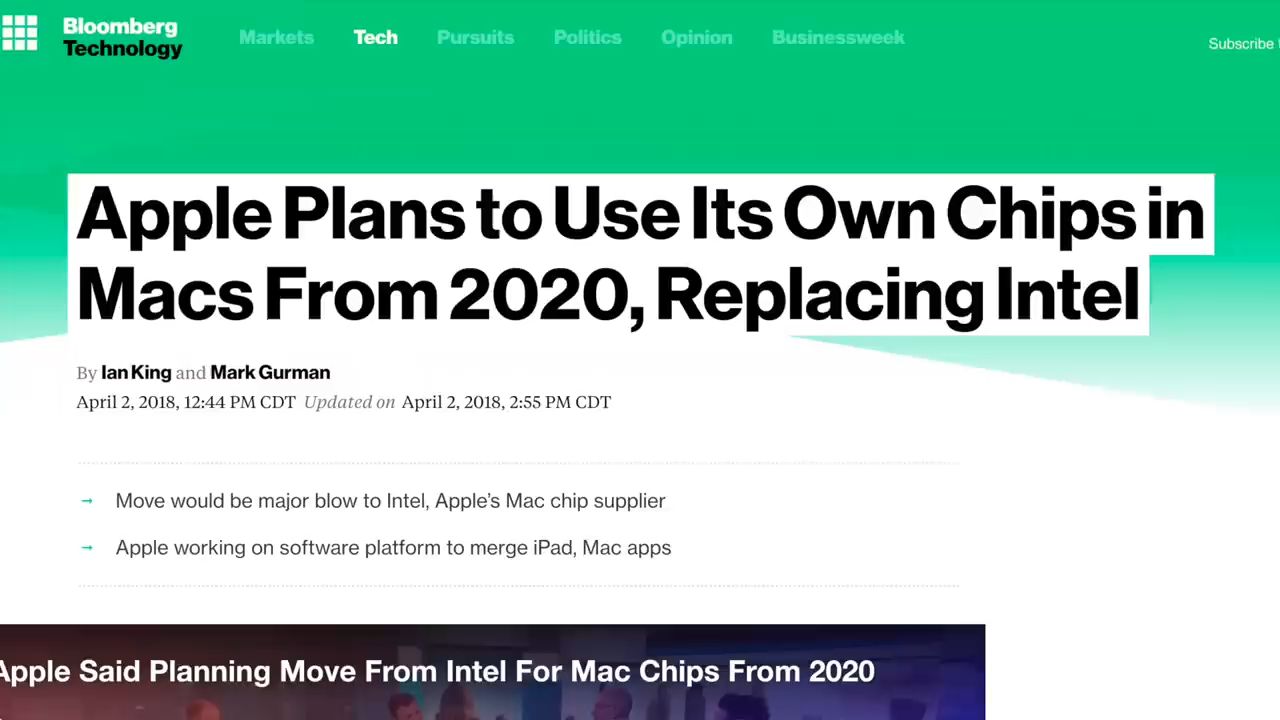 Bloomberg
Technology
Markets Tech Pursuits Politics Opinion Businessweek
Subscribe
Apple Plans to Use Its Own Chips in
Macs From 2020, Replacing Intel
By Ian King and Mark Gurman
April 2, 2018, 12:44 PM CDT Updated on April 2, 2018, 2:55 PM CDT
→ Move would be major blow to Intel, Apple’s Mac chip supplier
→ Apple working on software platform to merge iPad, Mac apps
Apple Said Planning Move From Intel For Mac Chips From 2020